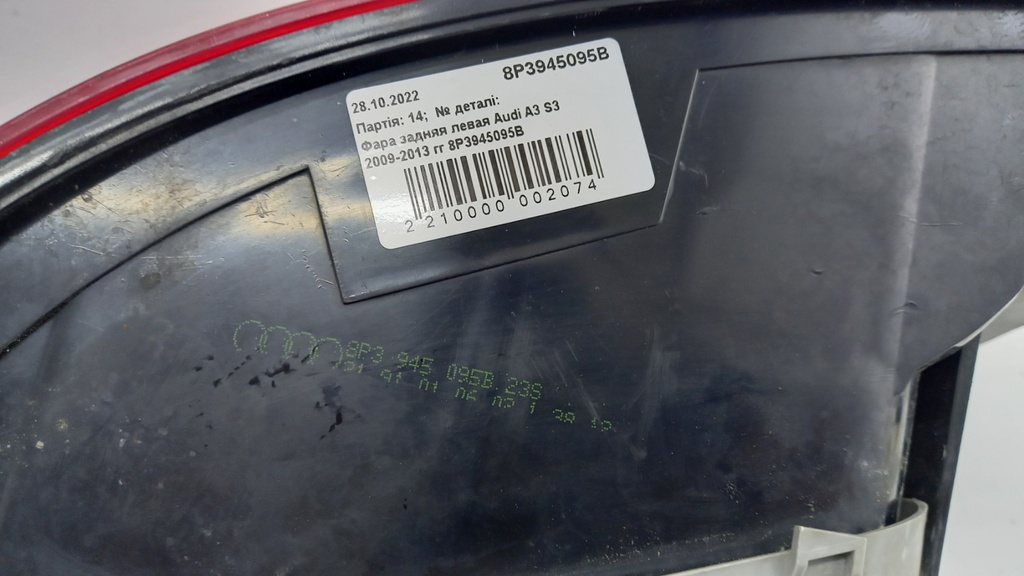 8P3945095B
28.10.2022
Партія: 14; № деталі:
Фара задняя левая Audi A3 S3
2009-2013 гг 8P3945095B
2 210000 002074
8P3 945 095B 236